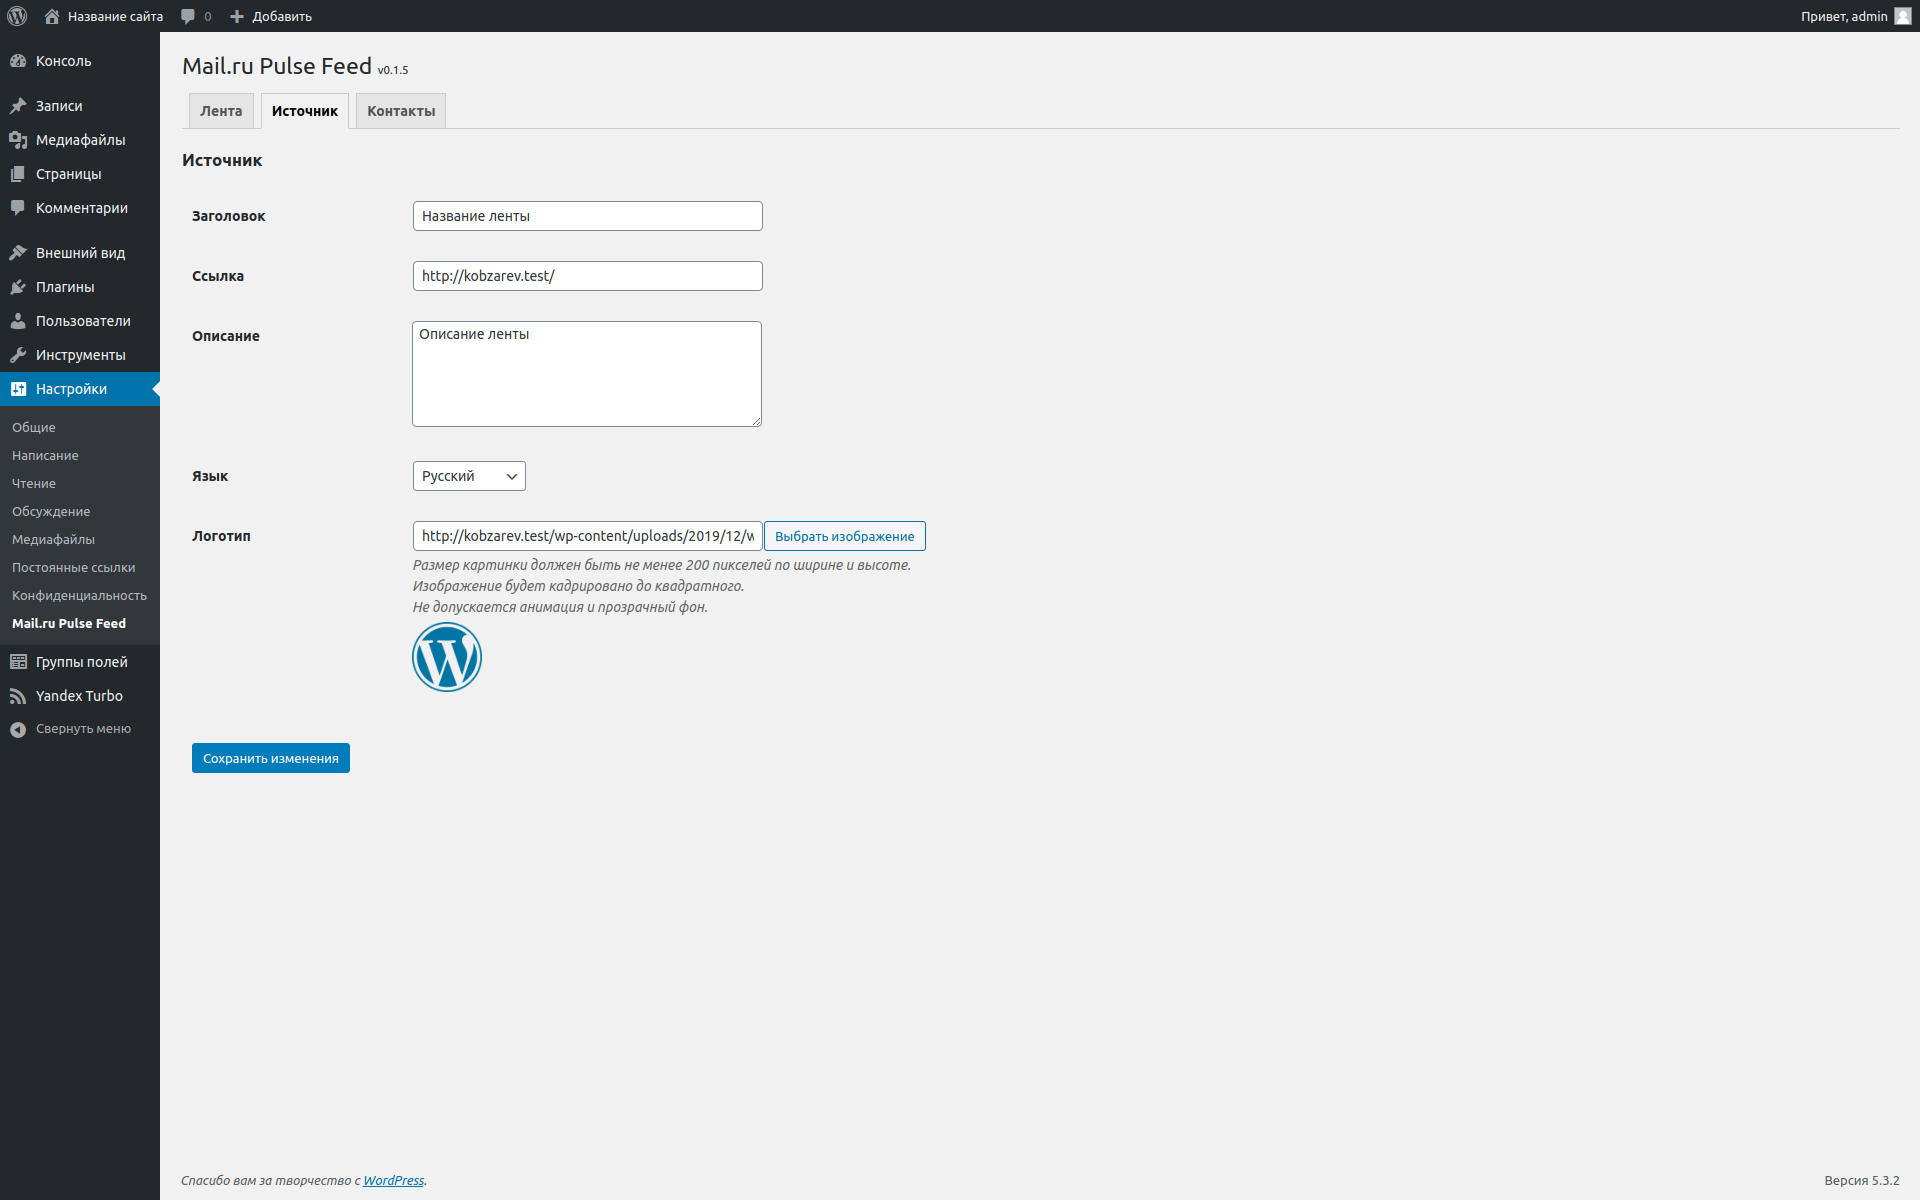 Название сайта 0 Добавить Привет, admin
Консоль
Записи
Медиафайлы
Страницы
Комментарии
Внешний вид
Плагины
Пользователи
Инструменты
Настройки
Общие
Написание
Чтение
Обсуждение
Медиафайлы
Постоянные ссылки
Конфиденциальность
Mail.ru Pulse Feed
Группы полей
Yandex Turbo
Свернуть меню
Mail.ru Pulse Feed v0.1.5
Лента Источник Контакты
Источник
Заголовок Название ленты
Ссылка http://kobzarev.test/
Описание Описание ленты
Язык Русский
Логотип http://kobzarev.test/wp-content/uploads/2019/12/w Выбрать изображение
Размер картинки должен быть не менее 200 пикселей по ширине и высоте.
Изображение будет кадрировано до квадратного.
Не допускается анимация и прозрачный фон.
Сохранить изменения
Спасибо вам за творчество с WordPress. Версия 5.3.2